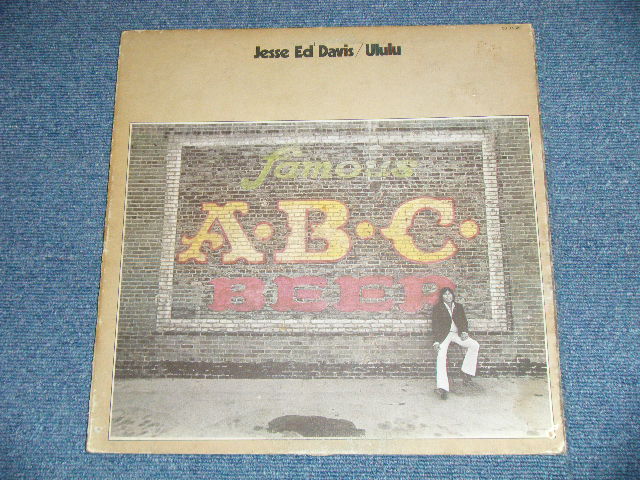 Jesse Ed Davis / Ululu
famous
A·B·C·
BEER